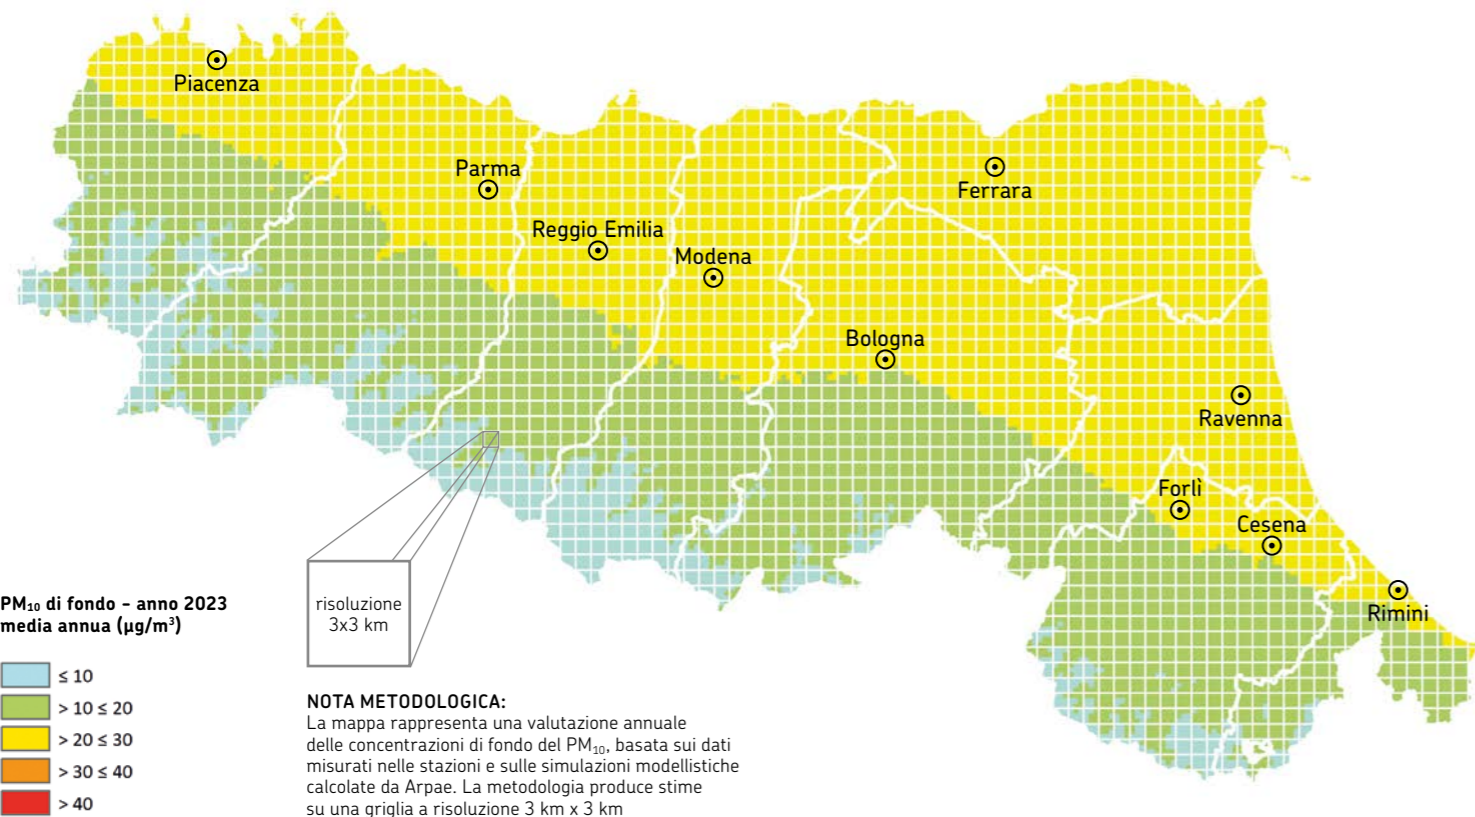 Piacenza
Parma
Ferrara
Reggio Emilia
Modena
Bologna
Ravenna
Forlì
Cesena
Rimini
PM₁₀ di fondo - anno 2023
media annua (µg/m³)
≤ 10
> 10 ≤ 20
> 20 ≤ 30
> 30 ≤ 40
> 40
risoluzione
3x3 km
NOTA METODOLOGICA:
La mappa rappresenta una valutazione annuale
delle concentrazioni di fondo del PM₁₀, basata sui dati
misurati nelle stazioni e sulle simulazioni modellistiche
calcolate da Arpae. La metodologia produce stime
su una griglia a risoluzione 3 km x 3 km